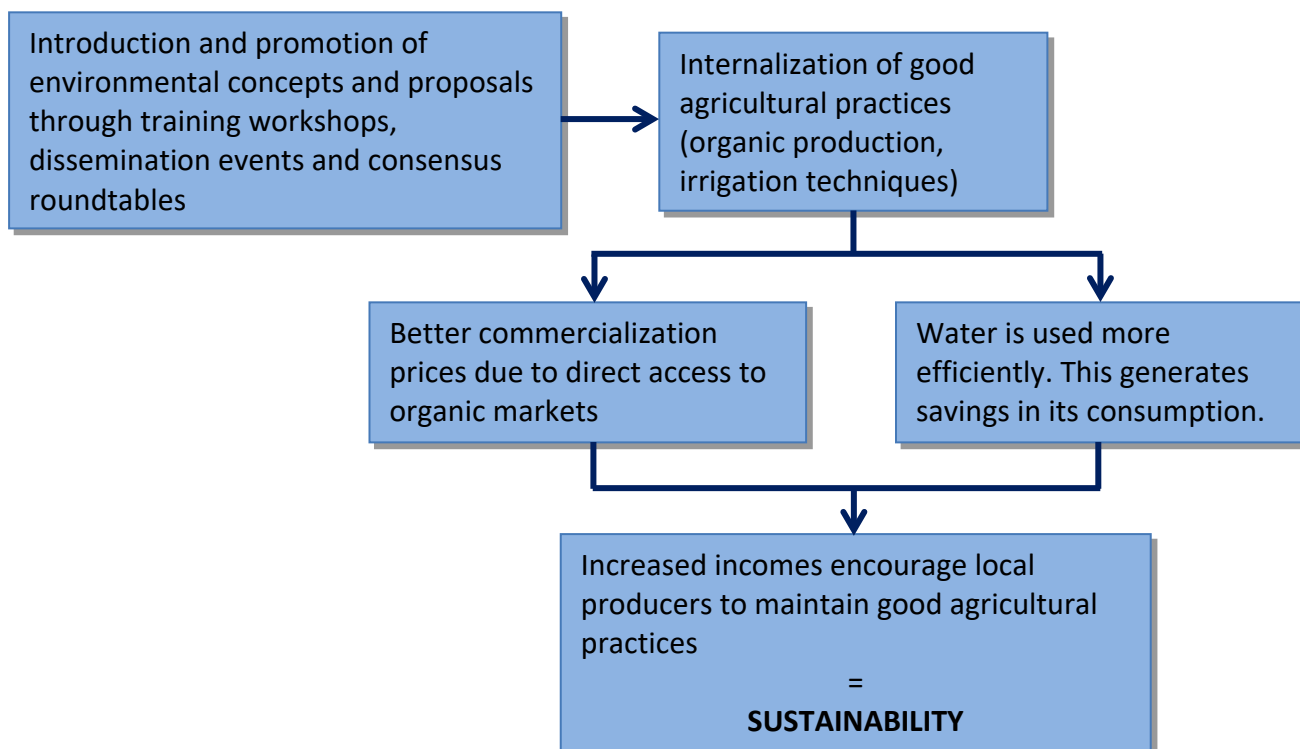 Introduction and promotion of
environmental concepts and proposals
through training workshops,
dissemination events and consensus
roundtables
Internalization of good
agricultural practices
(organic production,
irrigation techniques)
Better commercialization
prices due to direct access to
organic markets
Water is used more
efficiently. This generates
savings in its consumption.
Increased incomes encourage local
producers to maintain good agricultural
practices
=
SUSTAINABILITY